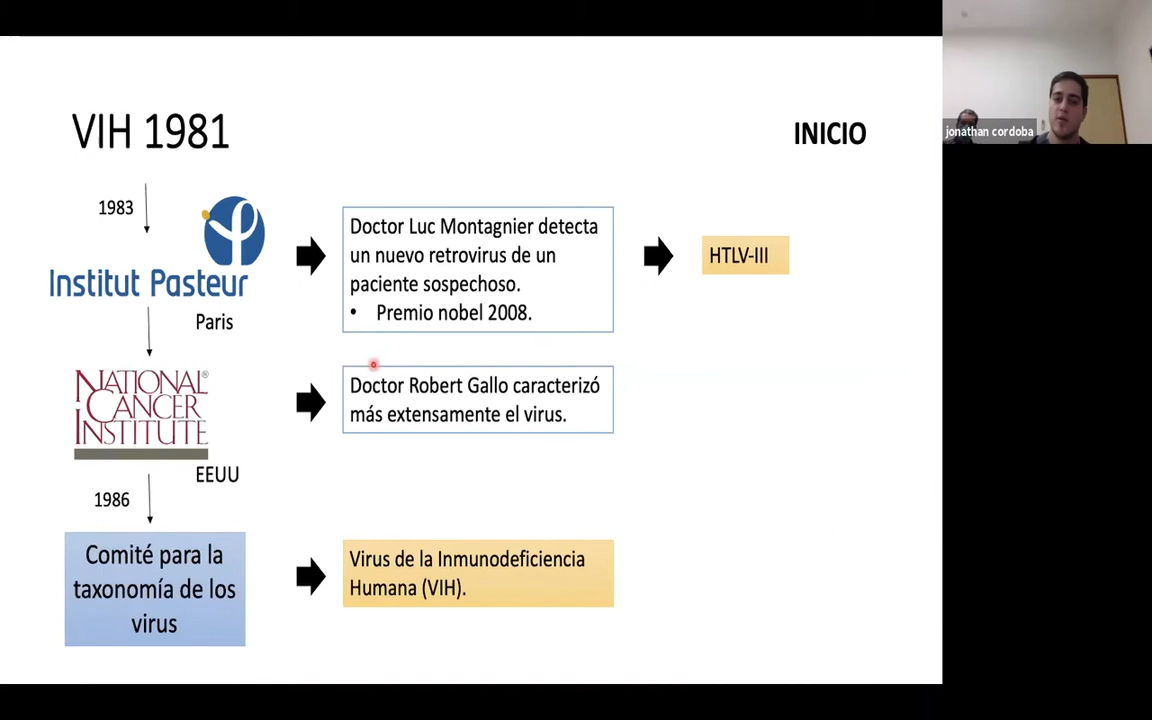 VIH 1981
INICIO
jonathan cordoba
1983
Institut Pasteur
Paris
Doctor Luc Montagnier detecta
un nuevo retrovirus de un
paciente sospechoso.
• Premio nobel 2008.
HTLV-III
NATIONAL®
CANCER
INSTITUTE
EEUU
Doctor Robert Gallo caracterizó
más extensamente el virus.
1986
Comité para la
taxonomía de los
virus
Virus de la Inmunodeficiencia
Humana (VIH).